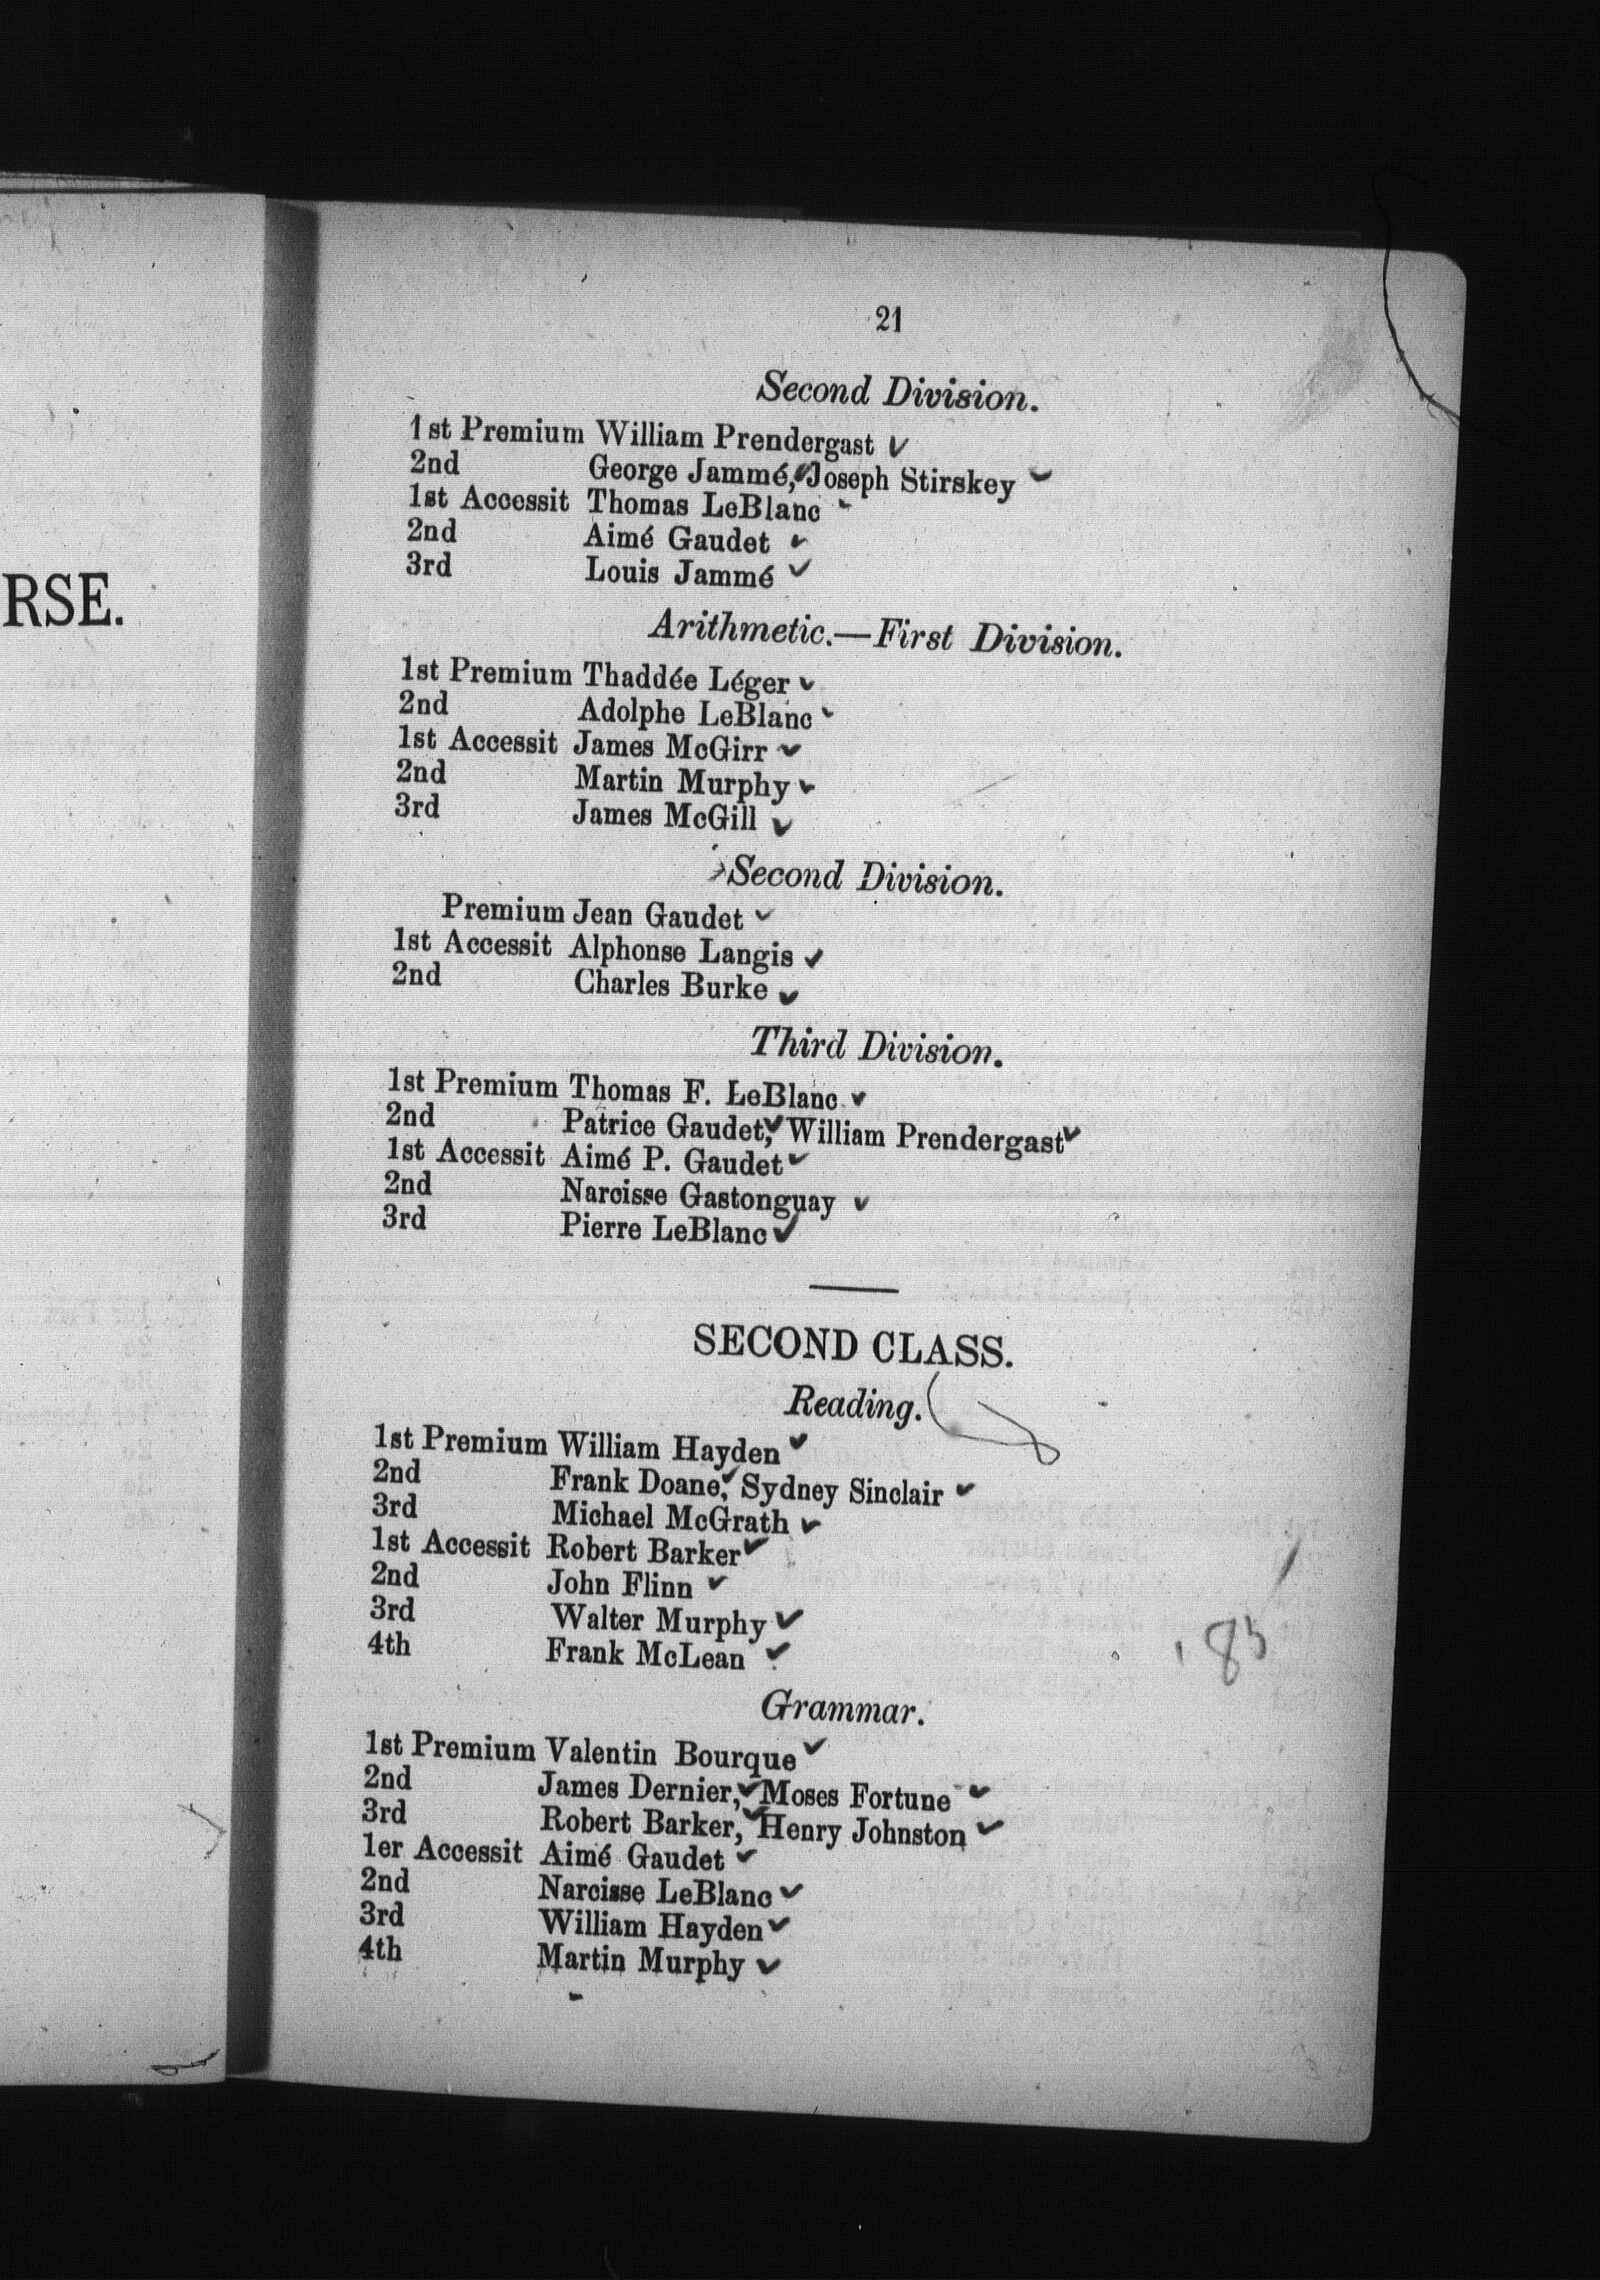 RSE.
21
Second Division.
1st Premium William Prendergast
2nd George Jammé, Joseph Stirskey
1st Accessit Thomas LeBlanc
2nd Aimé Gaudet
3rd Louis Jammé
Arithmetic.—First Division.
1st Premium Thaddée Léger
2nd Adolphe LeBlanc
1st Accessit James McGirr
2nd Martin Murphy
3rd James McGill
Second Division.
Premium Jean Gaudet
1st Accessit Alphonse Langis
2nd Charles Burke
Third Division.
1st Premium Thomas F. LeBlanc
2nd Patrice Gaudet, William Prendergast
1st Accessit Aimé P. Gaudet
2nd Narcisse Gastonguay
3rd Pierre LeBlanc
SECOND CLASS.
Reading.
1st Premium William Hayden
2nd Frank Doane, Sydney Sinclair
3rd Michael McGrath
1st Accessit Robert Barker
2nd John Flinn
3rd Walter Murphy
4th Frank McLean
Grammar.
1st Premium Valentin Bourque
2nd James Dernier, Moses Fortune
3rd Robert Barker, Henry Johnston
1er Accessit Aimé Gaudet
2nd Narcisse LeBlanc
3rd William Hayden
4th Martin Murphy